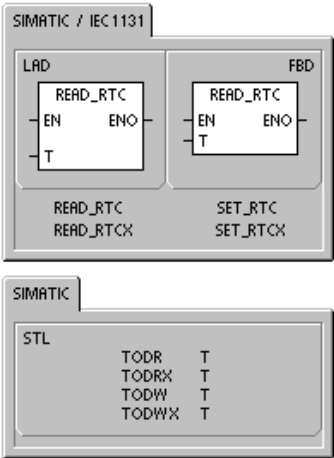 SIMATIC / IEC1131
LAD FBD
READ_RTC READ_RTC
EN ENO EN ENO
T T
READ_RTC SET_RTC
READ_RTCX SET_RTCX
SIMATIC
STL
TODR T
TODRX T
TODW T
TODWX T